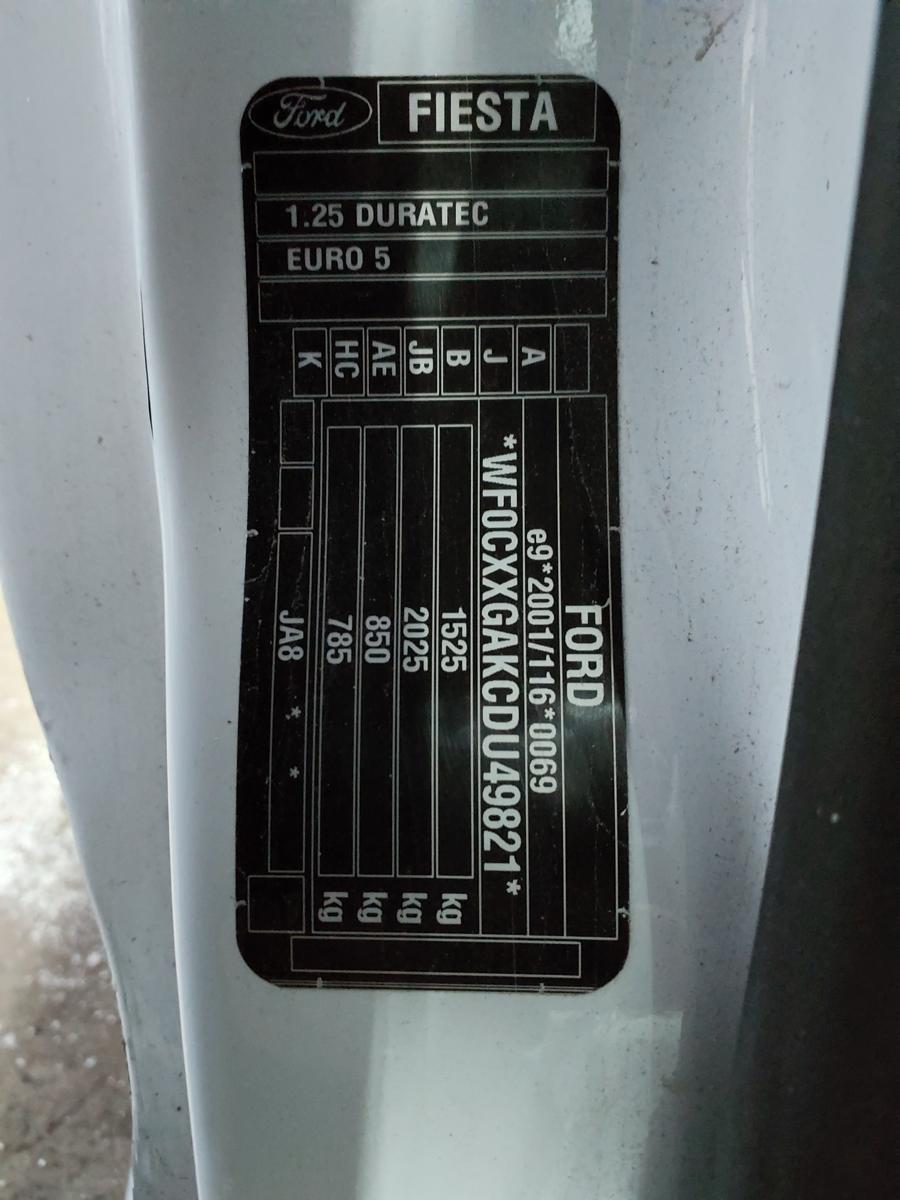 Ford FIESTA
1.25 DURATEC
EURO 5
K HC AE JB B J A
FORD
e9*2001/116*0069
*WF0CXXGAKCDU49821*
1525 kg
2025 kg
850 kg
785 kg
JA8 * *